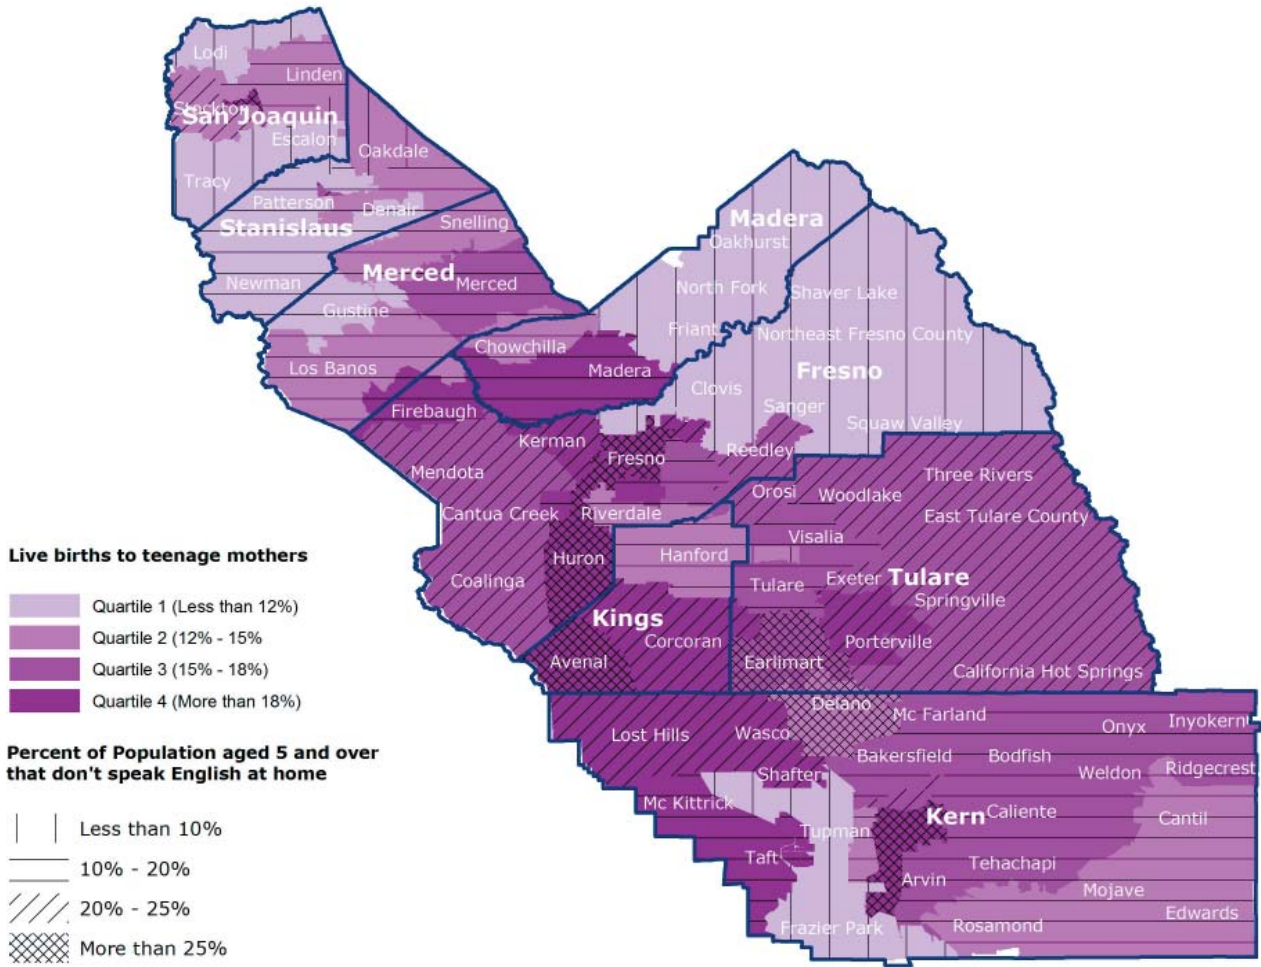 Lodi
Linden
Stockton
San Joaquin
Escalon
Oakdale
Tracy
Patterson
Denair
Stanislaus
Snelling
Madera
Oakhurst
Merced
Newman
Merced
North Fork
Shaver Lake
Gustine
Friant
Northeast Fresno County
Chowchilla
Los Banos
Madera
Fresno
Clovis
Firebaugh
Sanger
Squaw Valley
Kerman
Fresno
Reedley
Mendota
Three Rivers
Orosi
Woodlake
Cantua Creek
Riverdale
East Tulare County
Visalia
Huron
Hanford
Coalinga
Tulare
Exeter
Tulare
Springville
Kings
Corcoran
Porterville
Avenal
Earlimart
California Hot Springs
Delano
Mc Farland
Lost Hills
Wasco
Onyx
Inyokern
Bakersfield
Bodfish
Shafter
Weldon
Ridgecrest
Mc Kittrick
Kern
Caliente
Cantil
Tupman
Taft
Tehachapi
Arvin
Mojave
Edwards
Frazier Park
Rosamond
Live births to teenage mothers
Quartile 1 (Less than 12%)
Quartile 2 (12% - 15%
Quartile 3 (15% - 18%)
Quartile 4 (More than 18%)
Percent of Population aged 5 and over
that don't speak English at home
Less than 10%
10% - 20%
20% - 25%
More than 25%